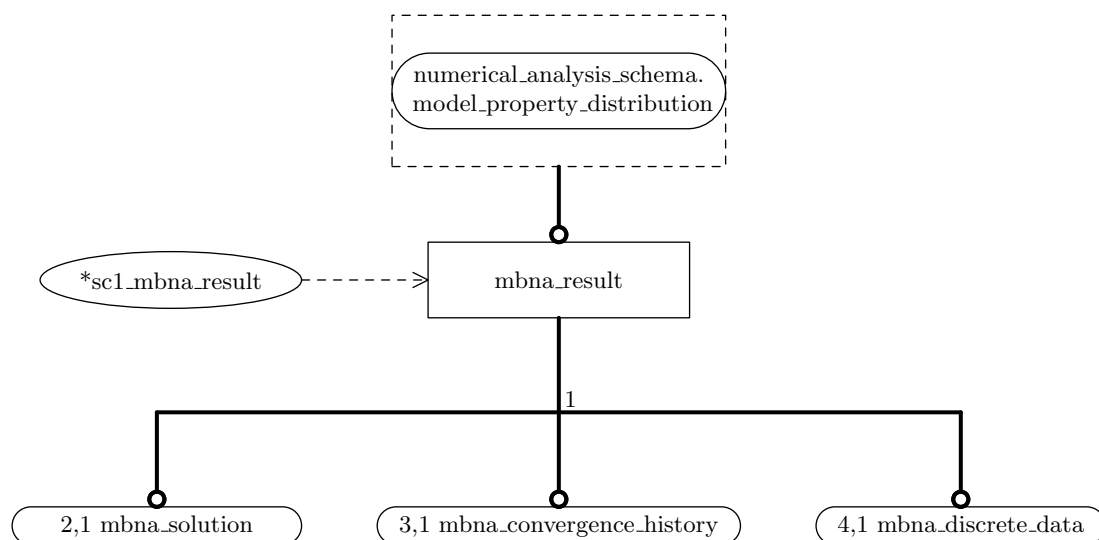 numerical_analysis_schema.
model_property_distribution
*sc1_mbna_result
mbna_result
1
2,1 mbna_solution
3,1 mbna_convergence_history
4,1 mbna_discrete_data